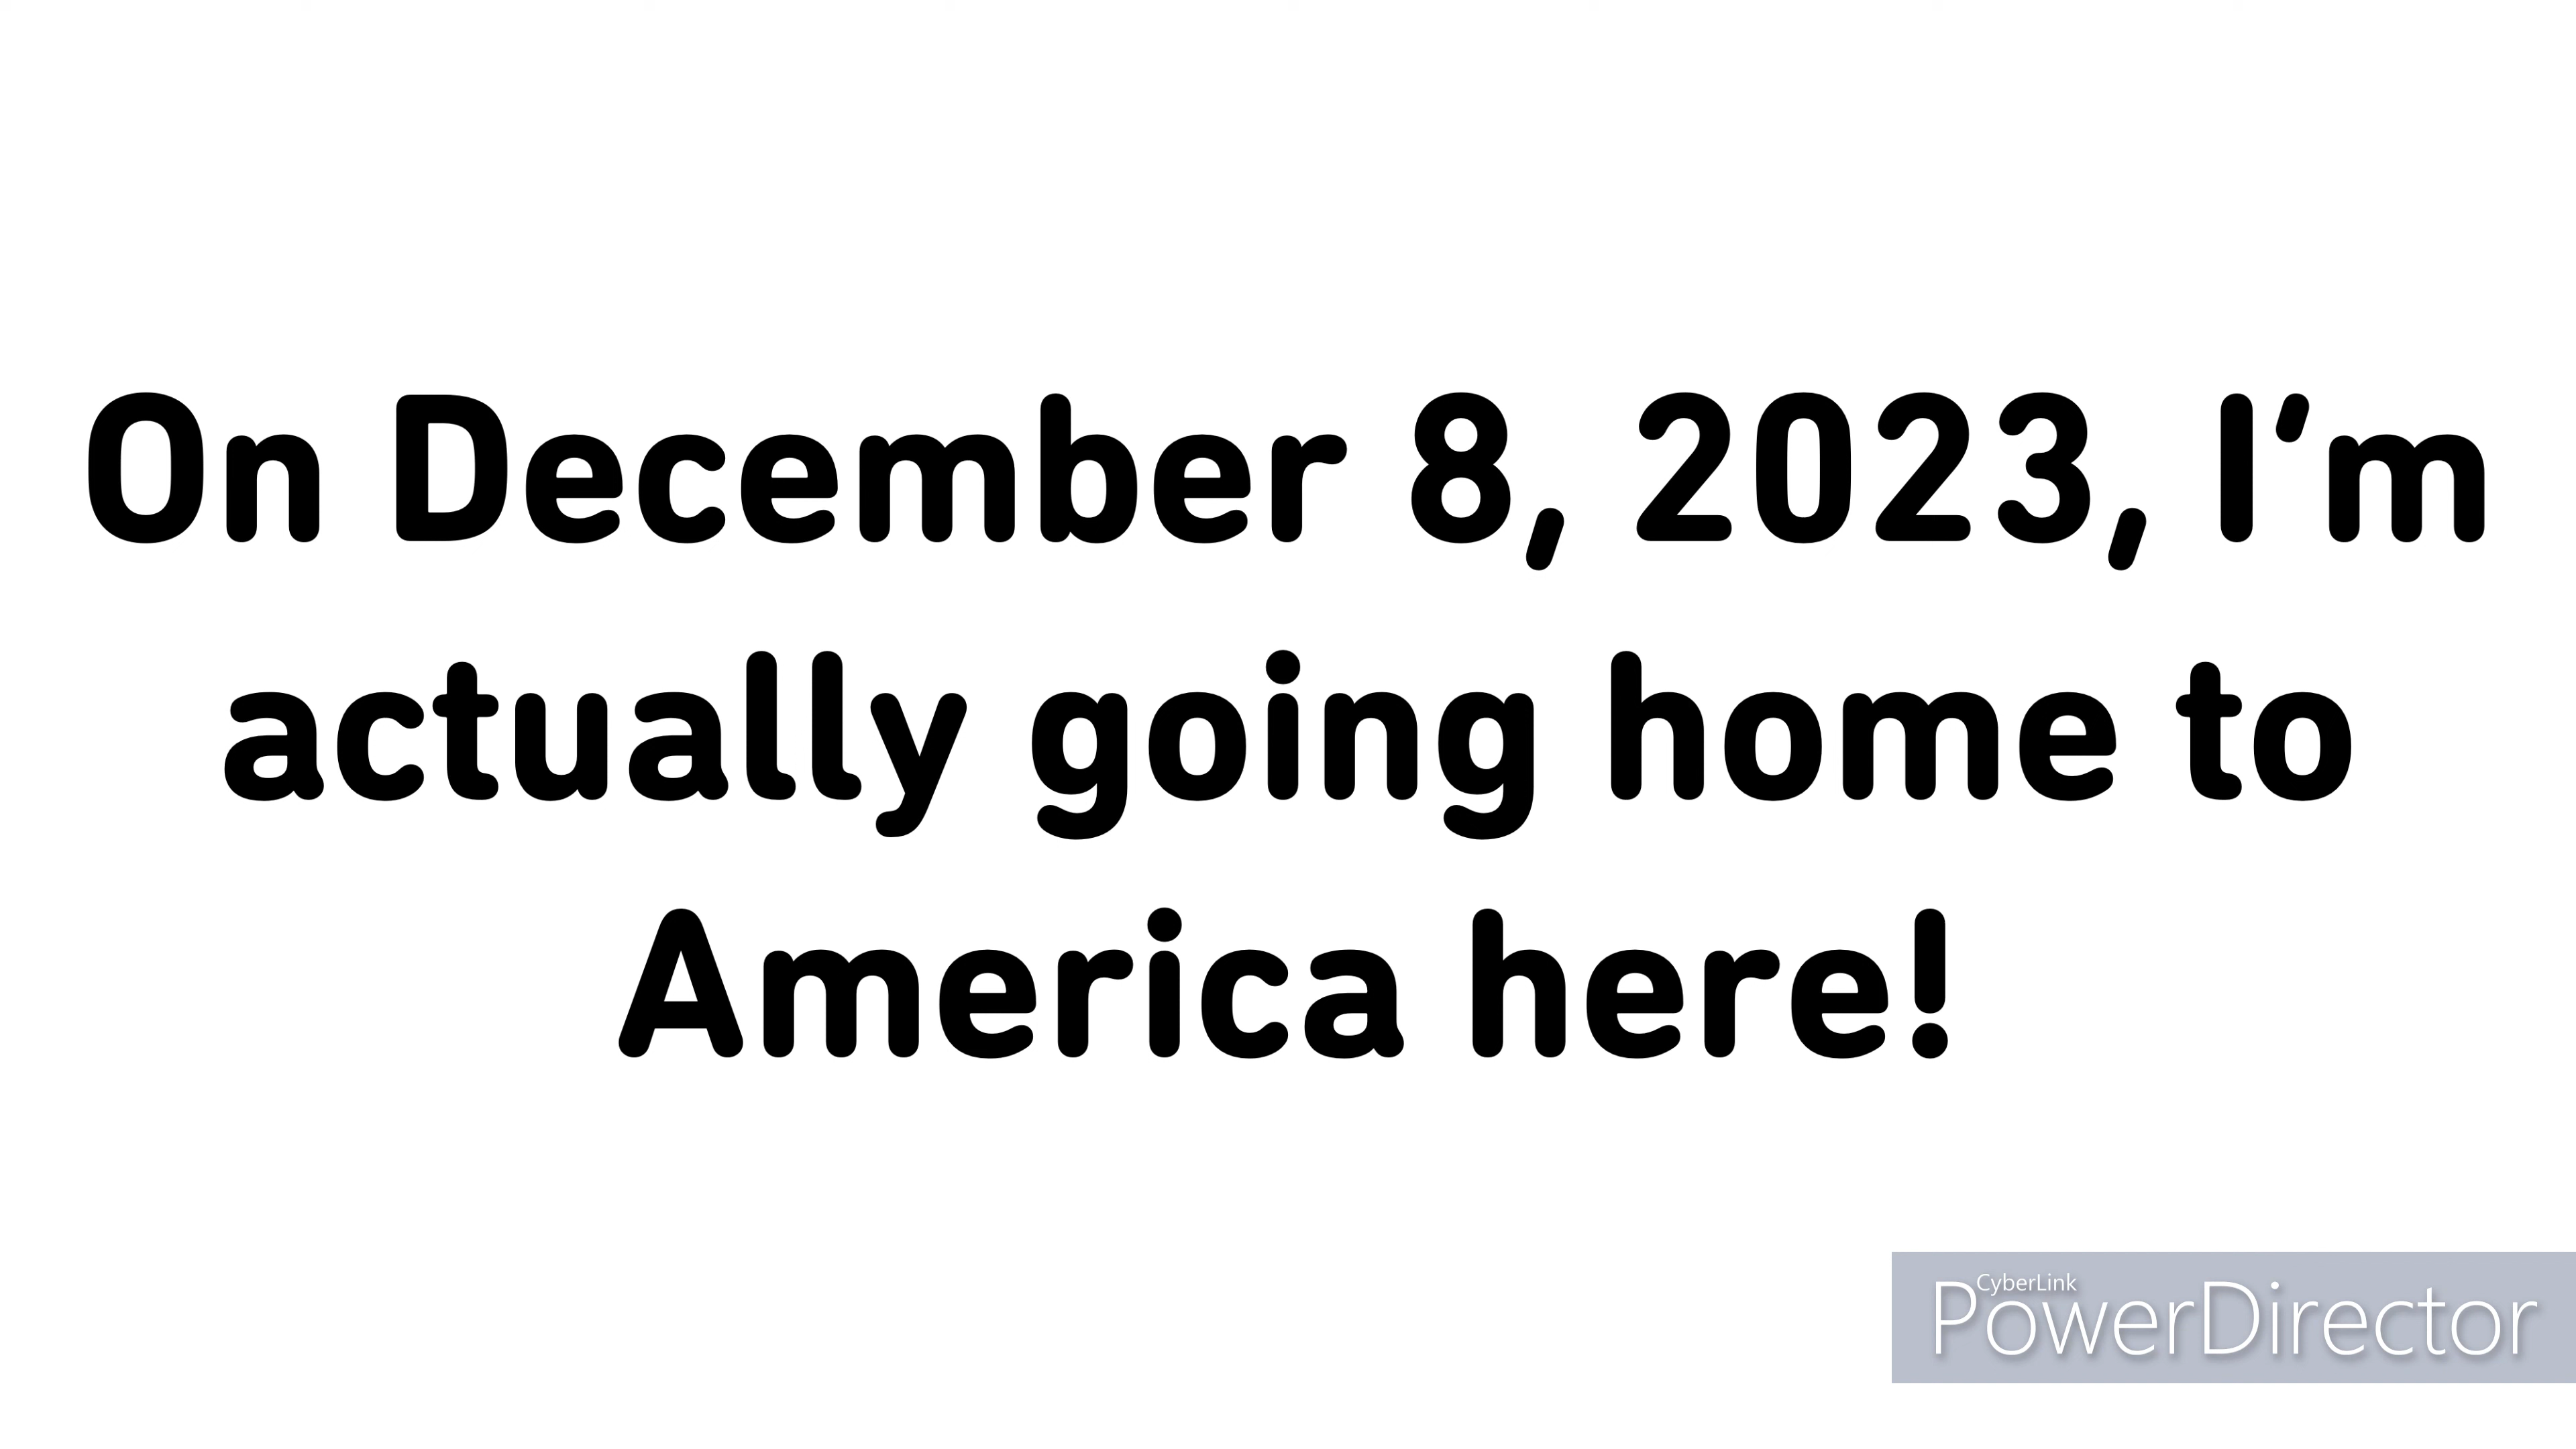 On December 8, 2023, I’m
actually going home to
America here!
CyberLink
PowerDirector